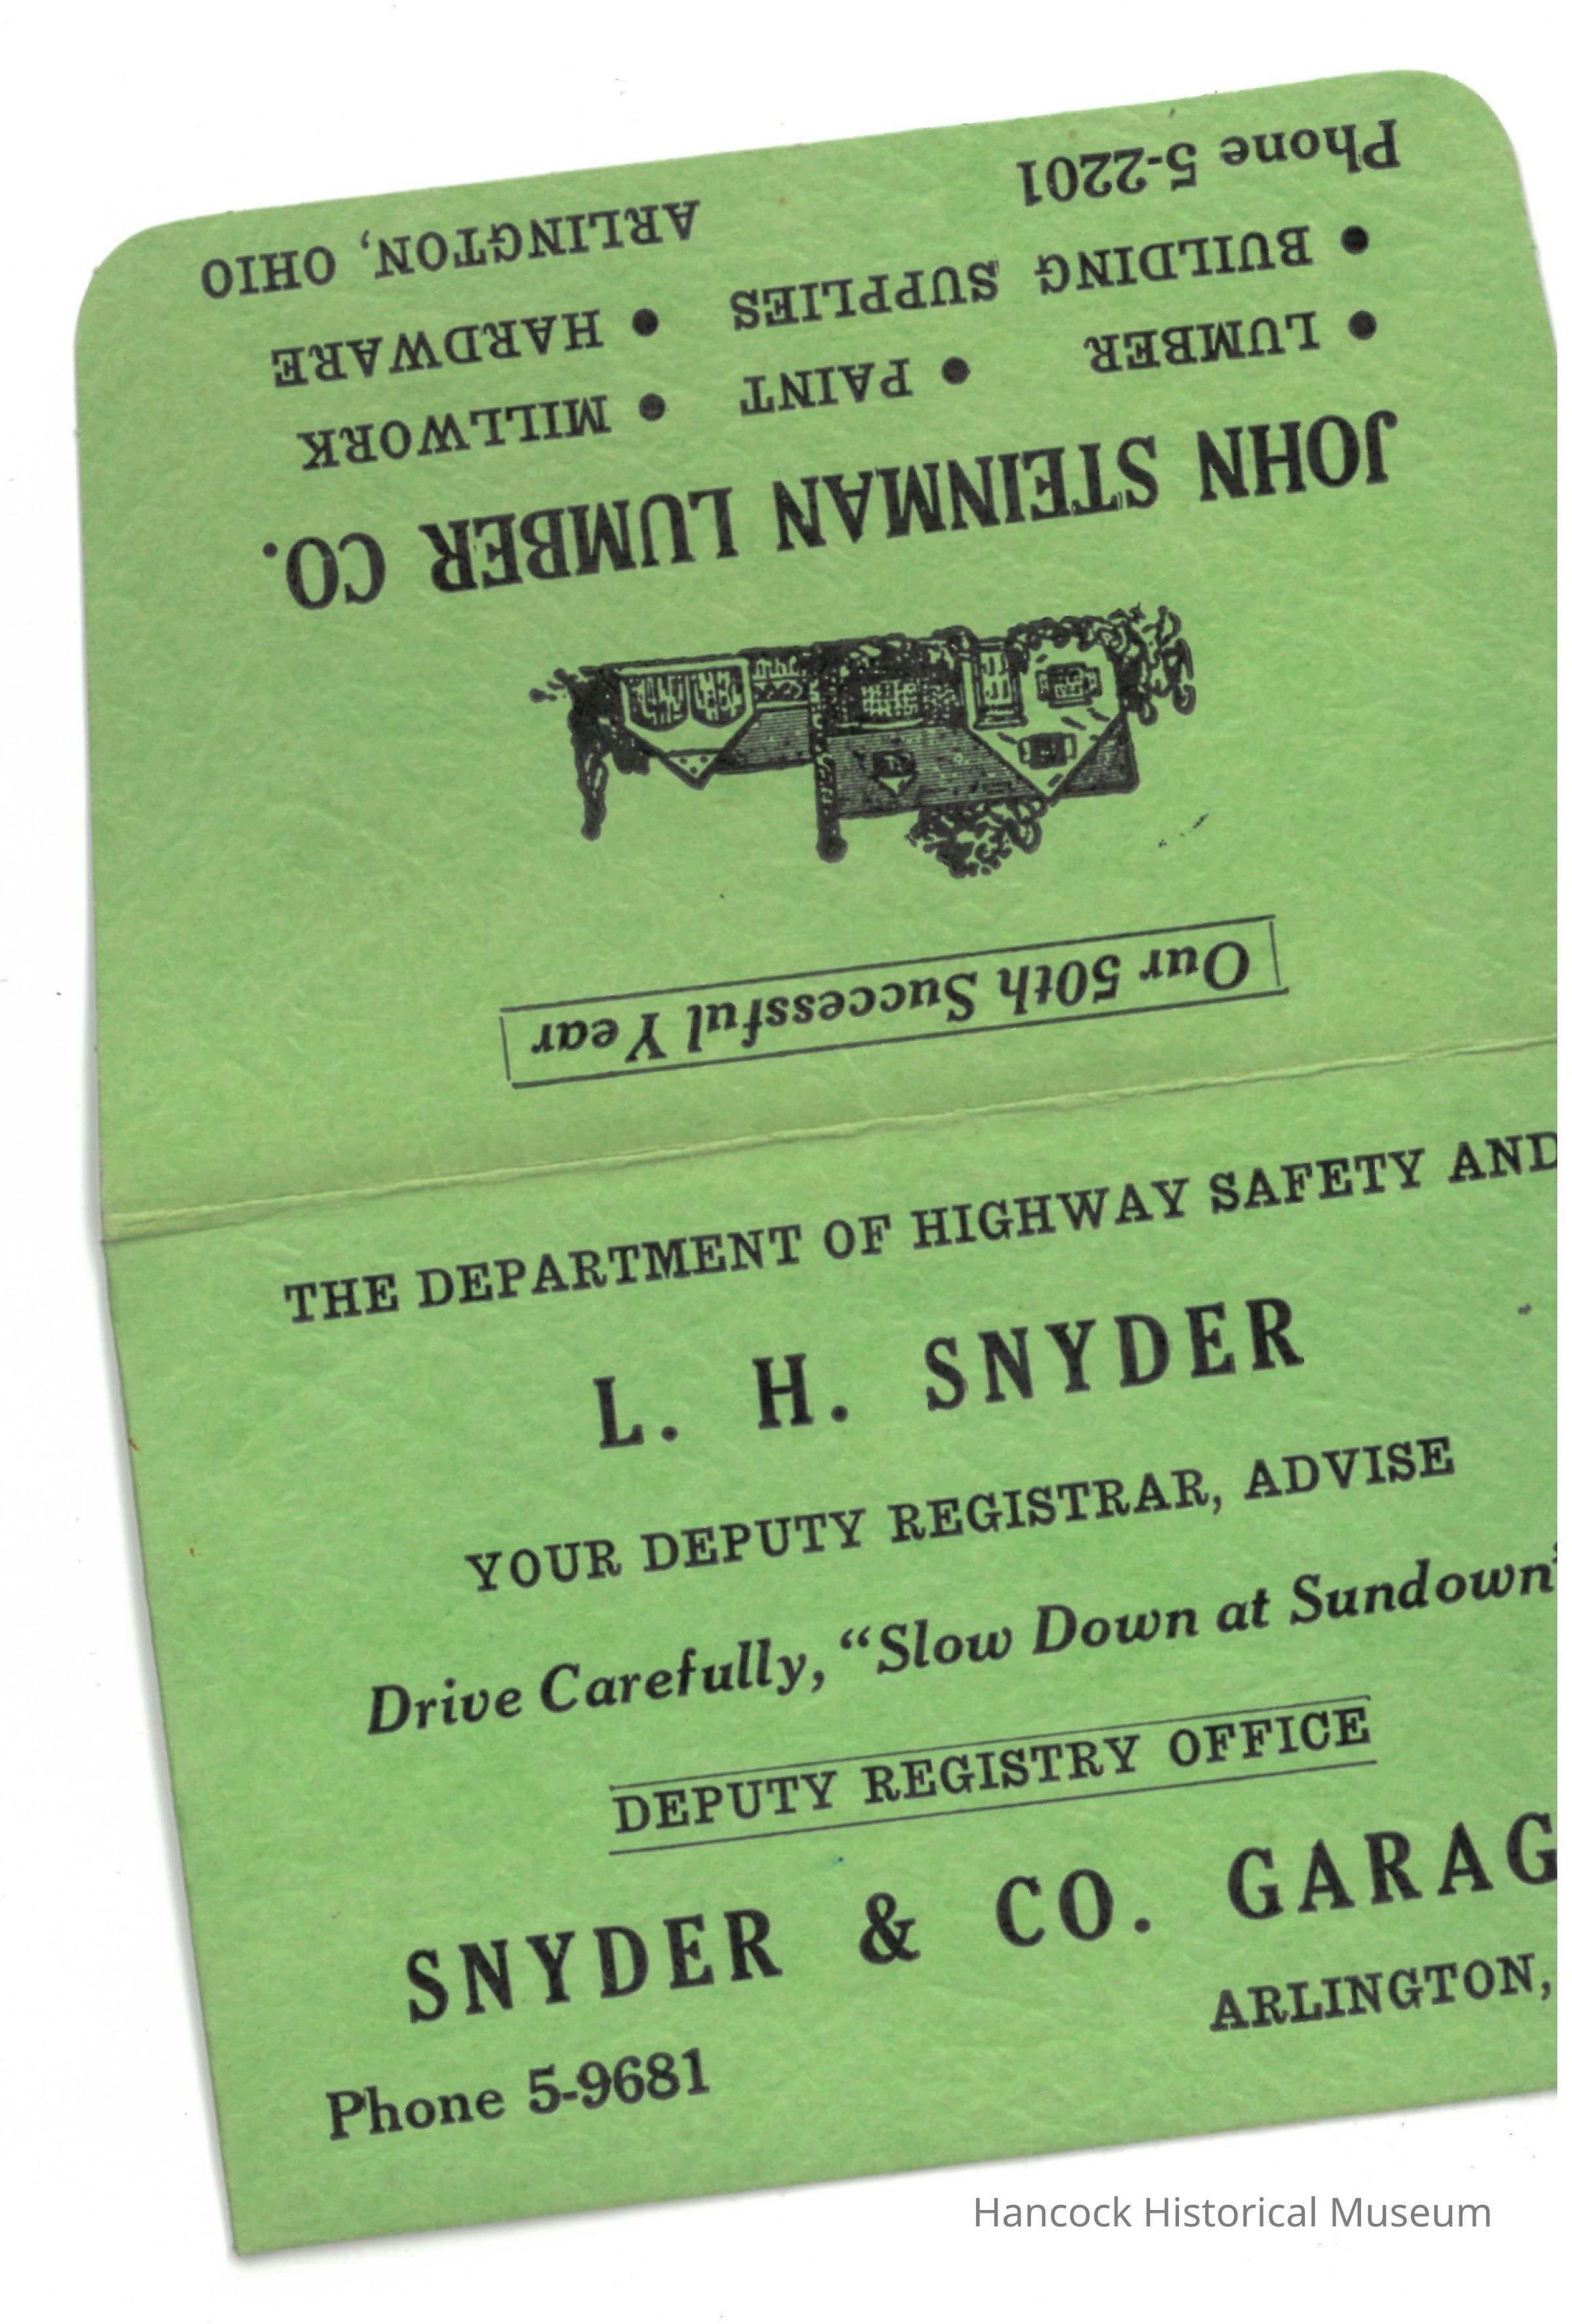 Our 50th Successful Year
JOHN STEINMAN LUMBER CO.
• LUMBER • PAINT • MILLWORK
• BUILDING SUPPLIES • HARDWARE
Phone 5-2201 ARLINGTON, OHIO
THE DEPARTMENT OF HIGHWAY SAFETY AND
L. H. SNYDER
YOUR DEPUTY REGISTRAR, ADVISE
Drive Carefully, “Slow Down at Sundown”
DEPUTY REGISTRY OFFICE
SNYDER & CO. GARAG
Phone 5-9681 ARLINGTON,
Hancock Historical Museum